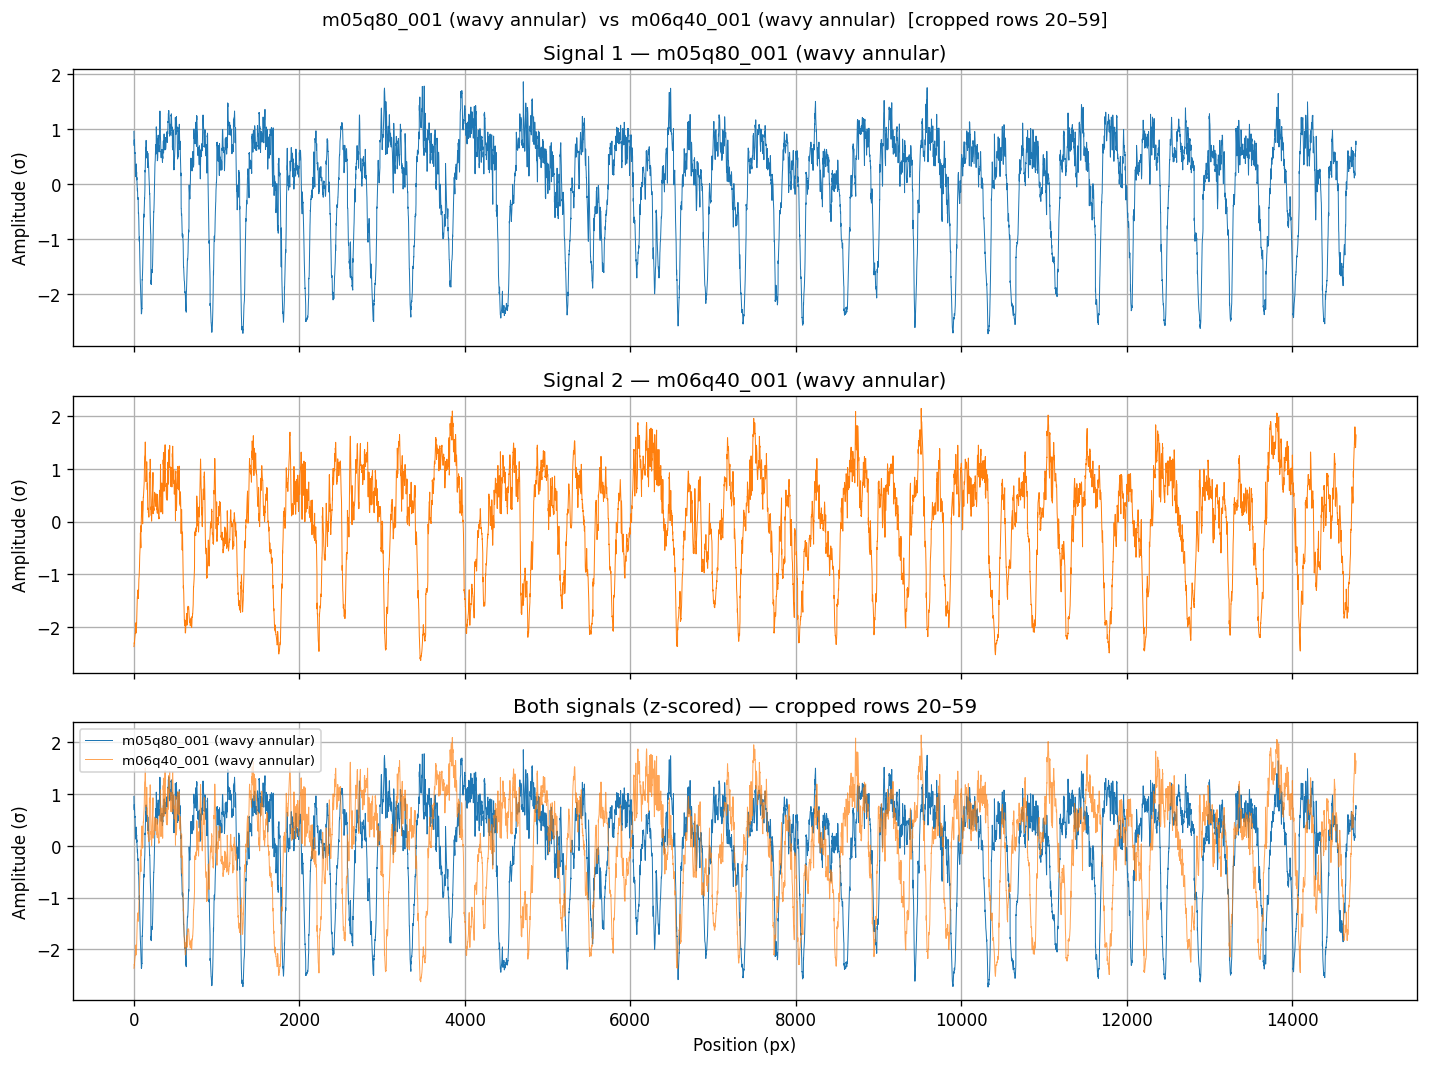 m05q80_001 (wavy annular)  vs  m06q40_001 (wavy annular)  [cropped rows 20–59]
Signal 1 — m05q80_001 (wavy annular)
2
1
0
−1
−2
Amplitude (σ)
Signal 2 — m06q40_001 (wavy annular)
2
1
0
−1
−2
Amplitude (σ)
Both signals (z-scored) — cropped rows 20–59
m05q80_001 (wavy annular)
m06q40_001 (wavy annular)
2
1
0
−1
−2
Amplitude (σ)
0 2000 4000 6000 8000 10000 12000 14000
Position (px)